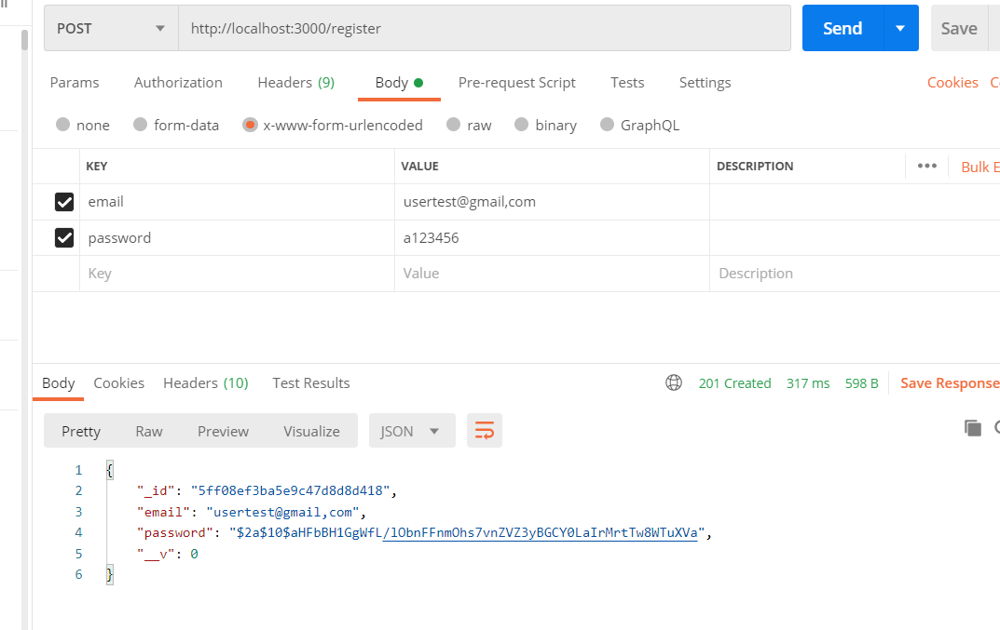 POST http://localhost:3000/register Send Save
Params Authorization Headers (9) Body Pre-request Script Tests Settings Cookies
none form-data x-www-form-urlencoded raw binary GraphQL
KEY VALUE DESCRIPTION ••• Bulk E
email usertest@gmail,com
password a123456
Key Value Description
Body Cookies Headers (10) Test Results 201 Created 317 ms 598 B Save Response
Pretty Raw Preview Visualize JSON
1 {
2 "_id": "5ff08ef3ba5e9c47d8d8d418",
3 "email": "usertest@gmail,com",
4 "password": "$2a$10$aHFbBH1GgWfL/lObnFFnmOhs7vnZVZ3yBGCY0LaIrMrtTw8WTuXVa",
5 "__v": 0
6 }